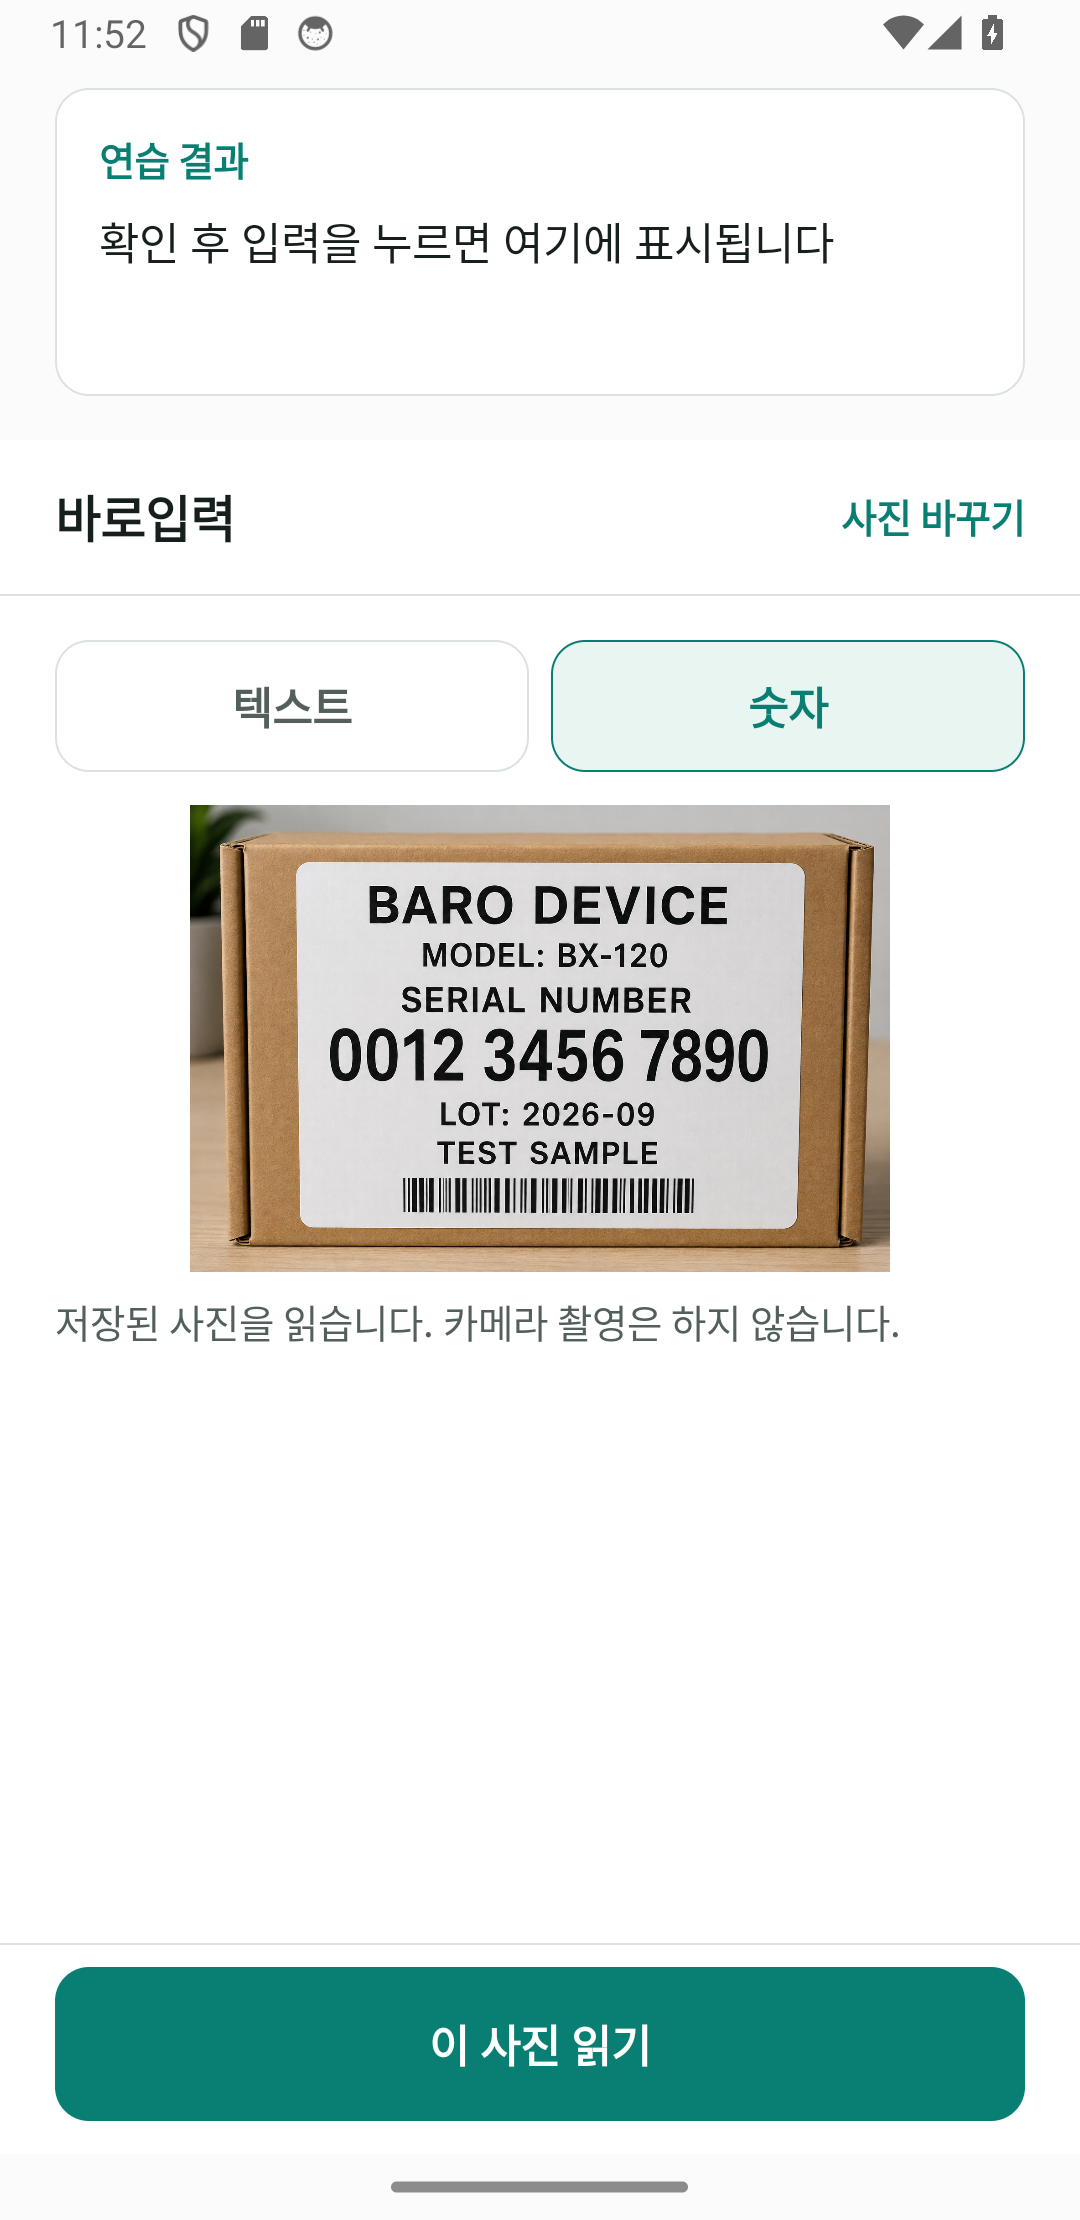 11:52
연습 결과
확인 후 입력을 누르면 여기에 표시됩니다
바로입력
사진 바꾸기
텍스트
숫자
BARO DEVICE
MODEL: BX-120
SERIAL NUMBER
0012 3456 7890
LOT: 2026-09
TEST SAMPLE
저장된 사진을 읽습니다. 카메라 촬영은 하지 않습니다.
이 사진 읽기